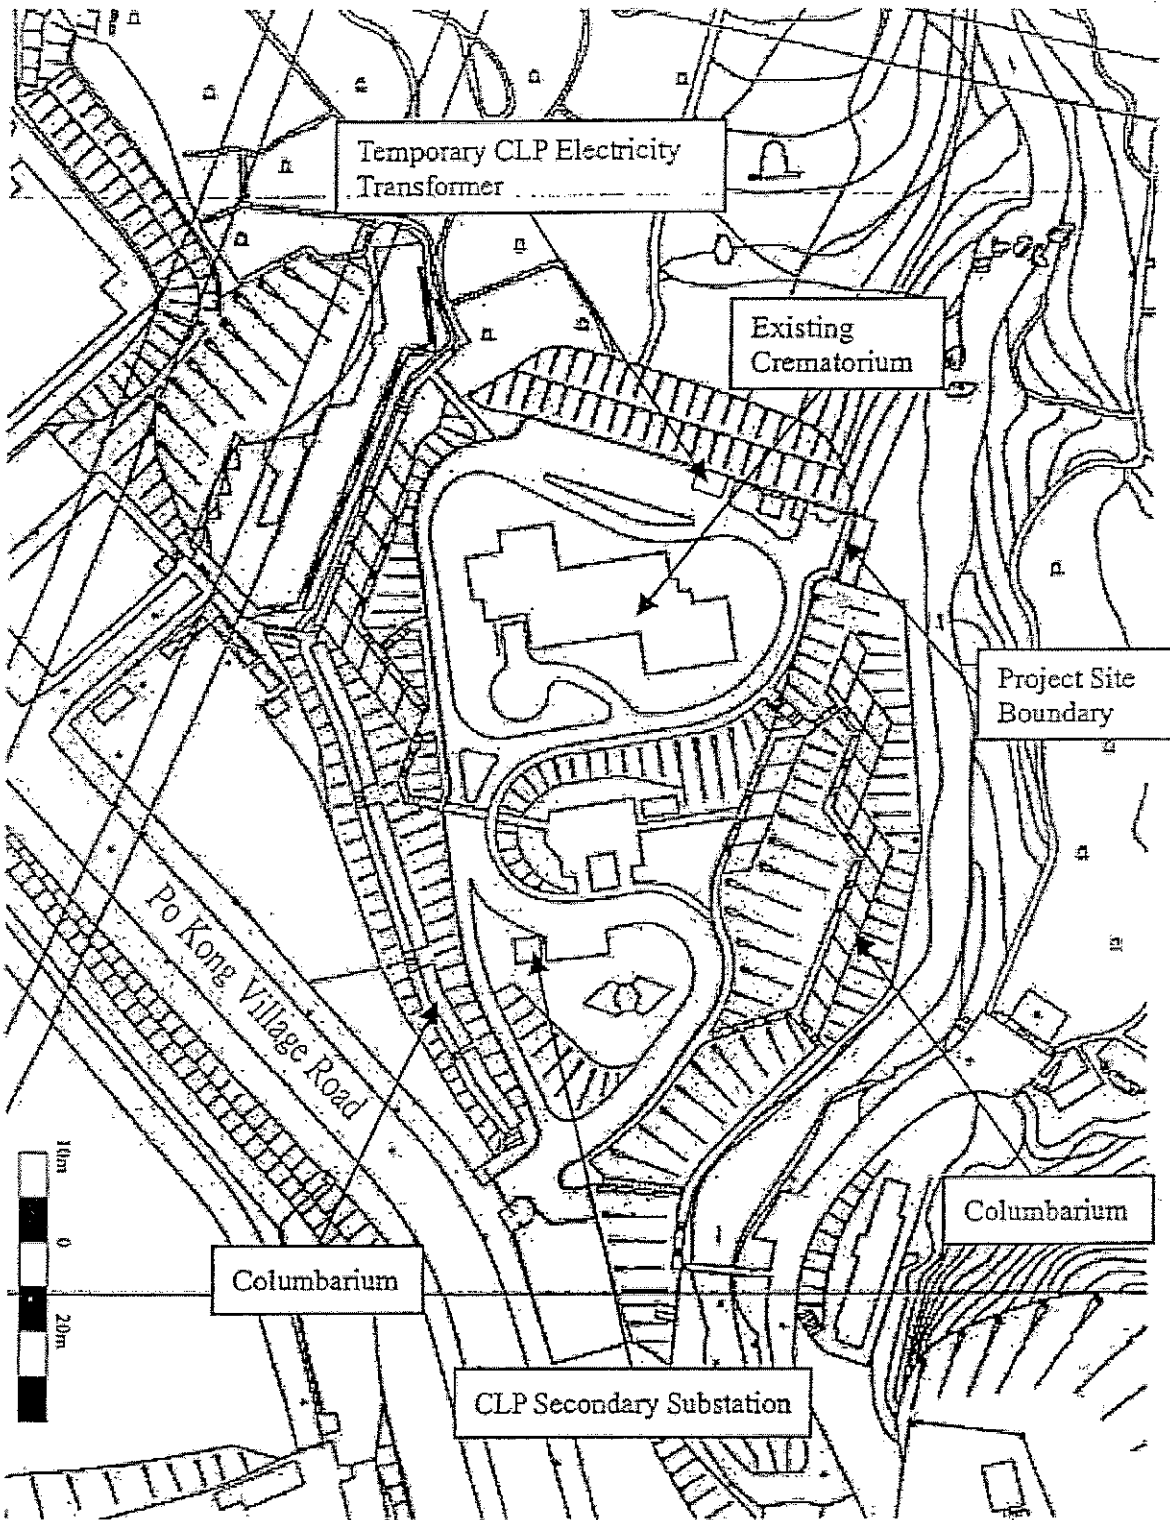 Temporary CLP Electricity
Transformer
Existing
Crematorium
Project Site
Boundary
Po Kong Village Road
10m
0
20m
Columbarium
Columbarium
CLP Secondary Substation